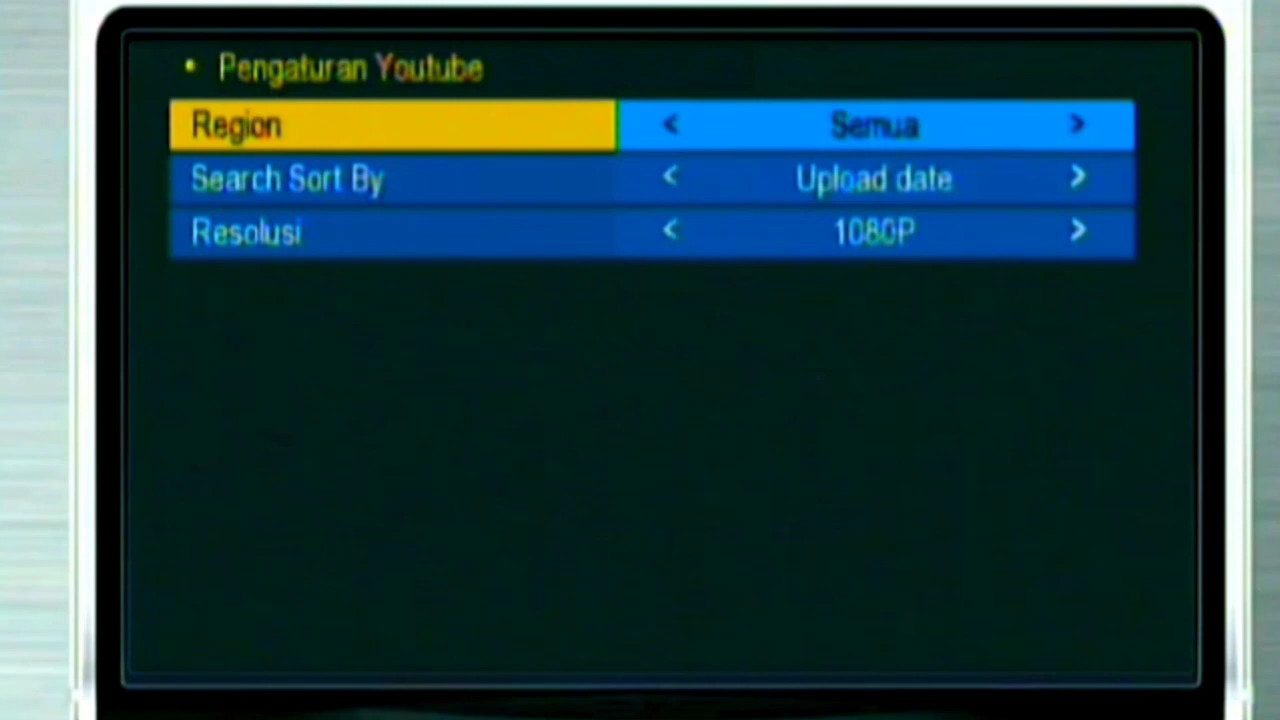 • Pengaturan Youtube
Region < Semua >
Search Sort By < Upload date >
Resolusi < 1080P >